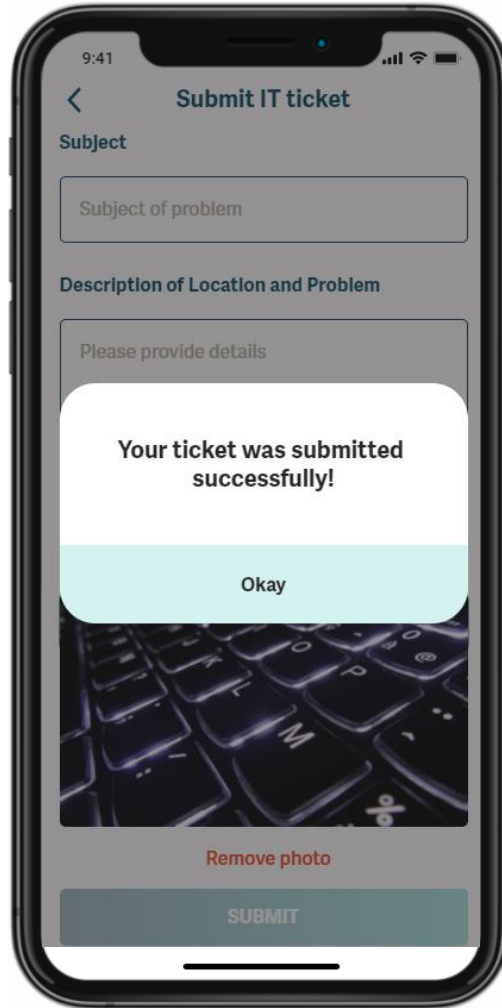 9:41
Submit IT ticket
Subject
Subject of problem
Description of Location and Problem
Please provide details
Your ticket was submitted
successfully!
Okay
O
P
@
K
L
M
%
Remove photo
SUBMIT